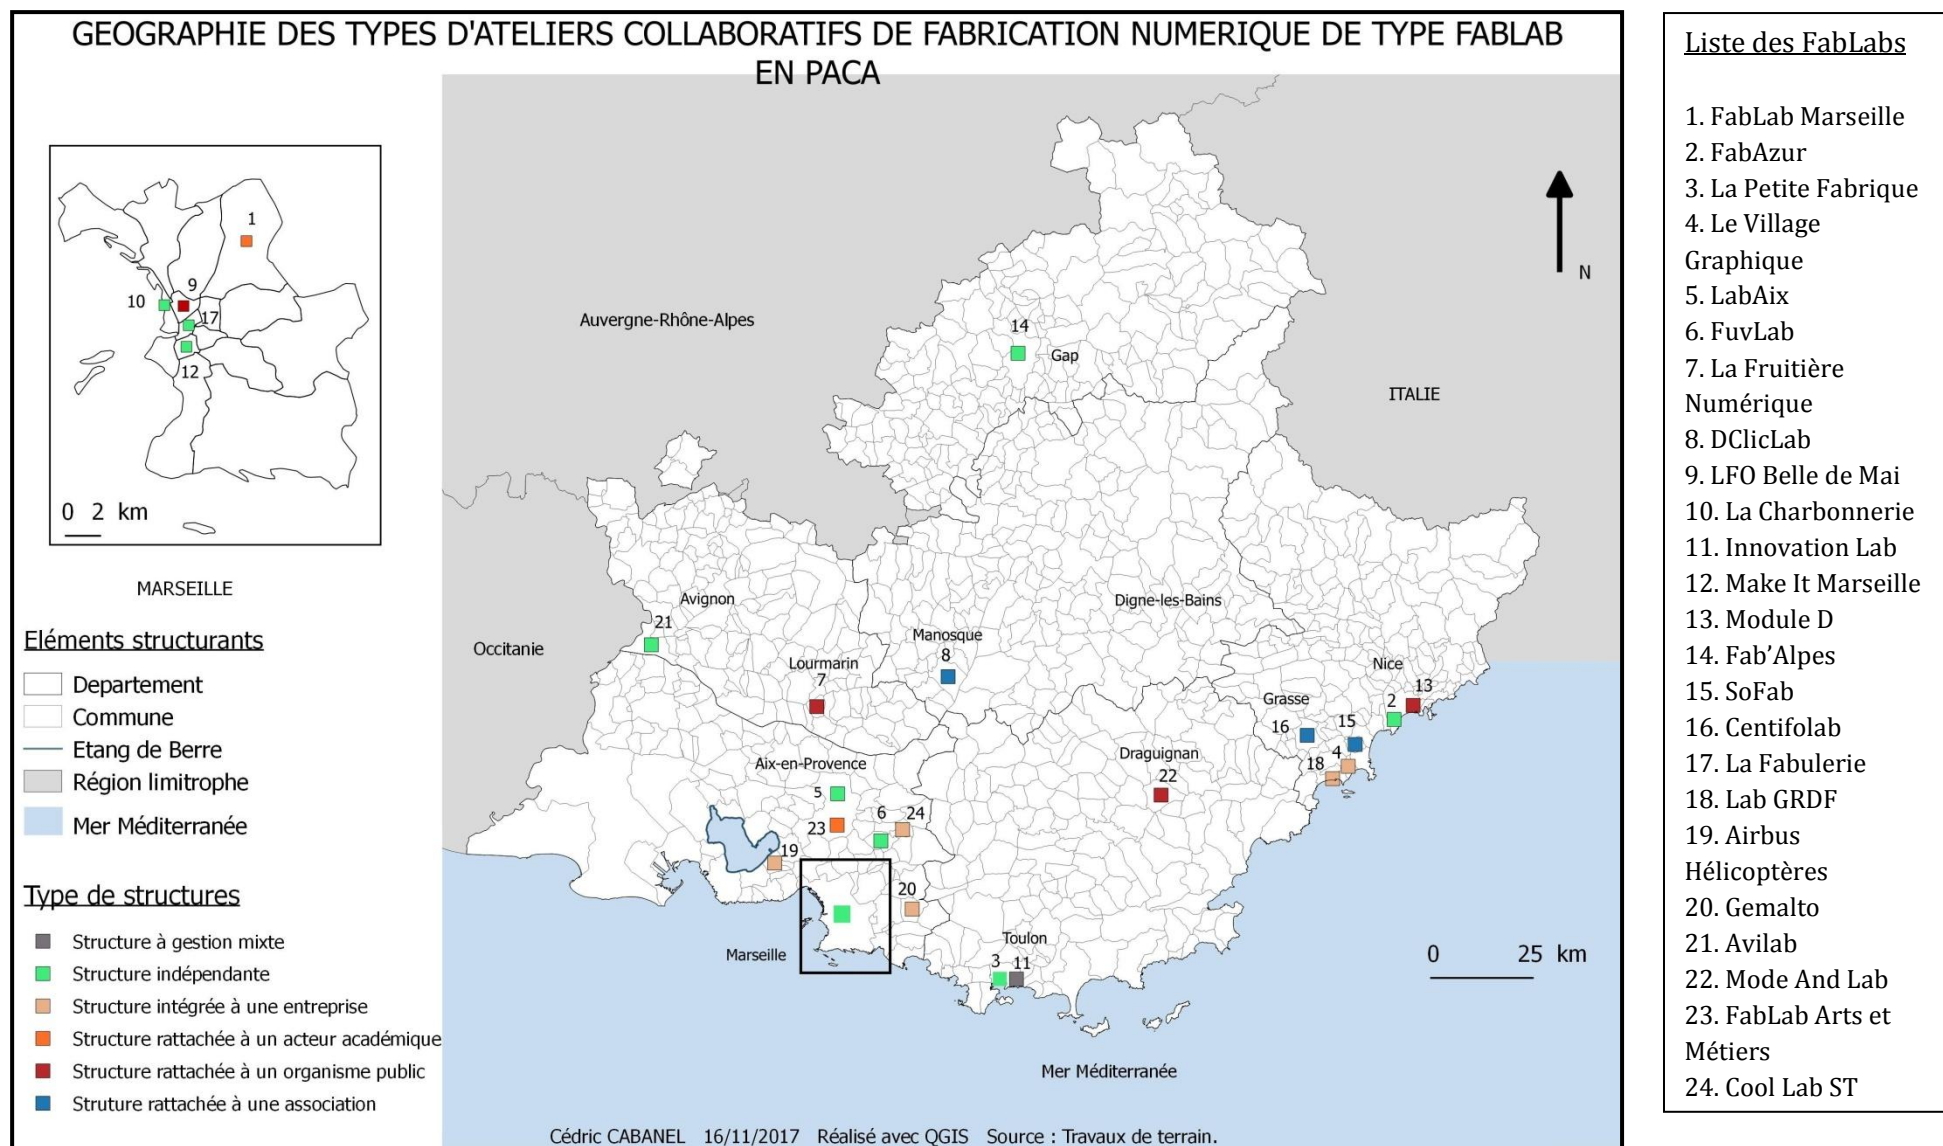 GEOGRAPHIE DES TYPES D'ATELIERS COLLABORATIFS DE FABRICATION NUMERIQUE DE TYPE FABLAB
EN PACA
1
9
10
17
12
0 2 km
MARSEILLE
Eléments structurants
Departement
Commune
Etang de Berre
Région limitrophe
Mer Méditerranée
Type de structures
Structure à gestion mixte
Structure indépendante
Structure intégrée à une entreprise
Structure rattachée à un acteur académique
Structure rattachée à un organisme public
Struture rattachée à une association
N
Auvergne-Rhône-Alpes
14
Gap
ITALIE
Avignon
Digne-les-Bains
21
Manosque
Occitanie
8
Lourmarin
7
Nice
13
2
Grasse
16
15
4
18
Draguignan
22
Aix-en-Provence
5
23
6
24
19
20
Marseille
Toulon
3
11
0 25 km
Mer Méditerranée
Cédric CABANEL 16/11/2017 Réalisé avec QGIS Source : Travaux de terrain.
Liste des FabLabs
1. FabLab Marseille
2. FabAzur
3. La Petite Fabrique
4. Le Village
Graphique
5. LabAix
6. FuvLab
7. La Fruitière
Numérique
8. DClicLab
9. LFO Belle de Mai
10. La Charbonnerie
11. Innovation Lab
12. Make It Marseille
13. Module D
14. Fab’Alpes
15. SoFab
16. Centifolab
17. La Fabulerie
18. Lab GRDF
19. Airbus
Hélicoptères
20. Gemalto
21. Avilab
22. Mode And Lab
23. FabLab Arts et
Métiers
24. Cool Lab ST